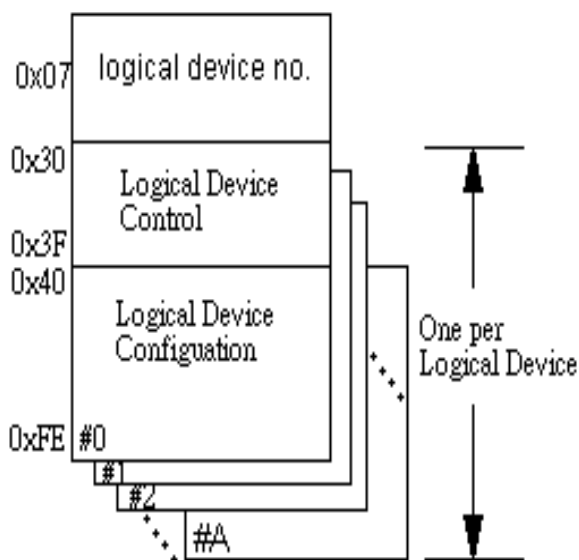 0x07
logical device no.
0x30
Logical Device
Control
0x3F
0x40
Logical Device
Configuation
One per
Logical Device
0xFE
#0
#1
#2
#A